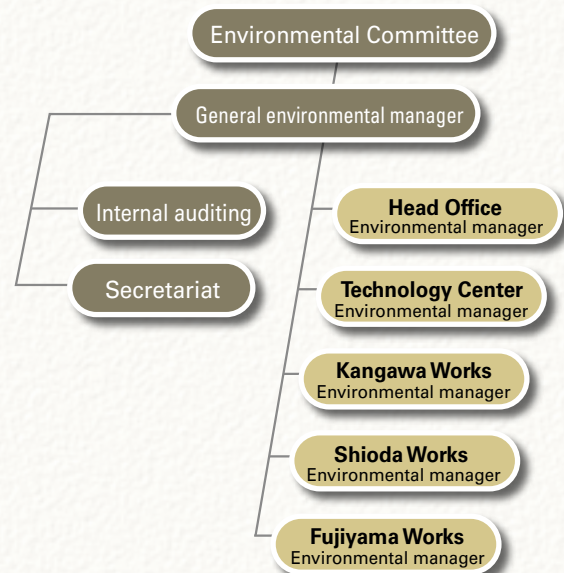 Environmental Committee
General environmental manager
Internal auditing
Secretariat
Head Office
Environmental manager
Technology Center
Environmental manager
Kangawa Works
Environmental manager
Shioda Works
Environmental manager
Fujiyama Works
Environmental manager